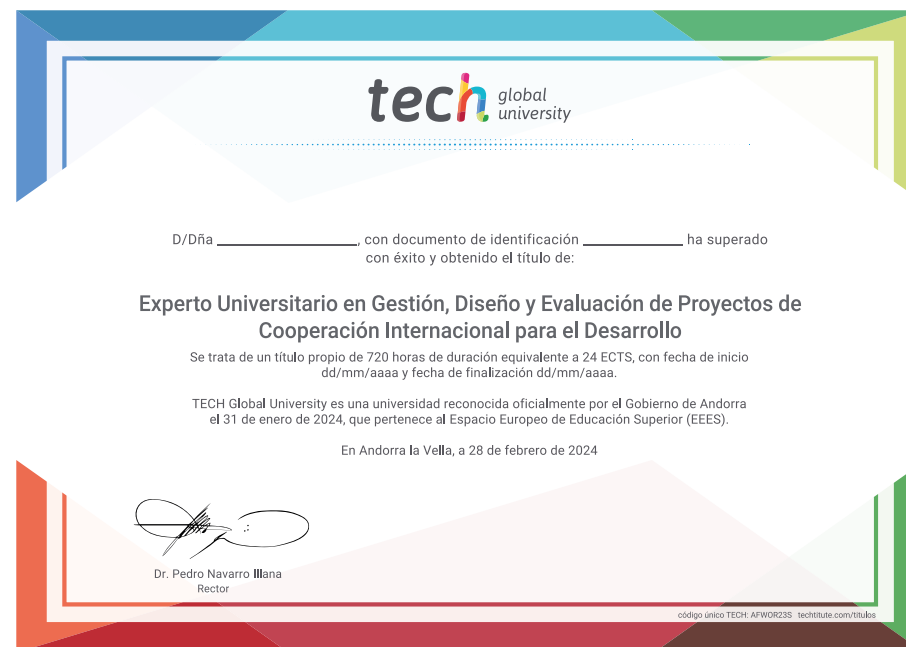 tech global
university
D/Dña ____________, con documento de identificación ____________ ha superado
con éxito y obtenido el título de:
Experto Universitario en Gestión, Diseño y Evaluación de Proyectos de
Cooperación Internacional para el Desarrollo
Se trata de un título propio de 720 horas de duración equivalente a 24 ECTS, con fecha de inicio
dd/mm/aaaa y fecha de finalización dd/mm/aaaa.
TECH Global University es una universidad reconocida oficialmente por el Gobierno de Andorra
el 31 de enero de 2024, que pertenece al Espacio Europeo de Educación Superior (EEES).
En Andorra la Vella, a 28 de febrero de 2024
Dr. Pedro Navarro Illana
Rector
código único TECH: AFWOR23S techtitute.com/titulos